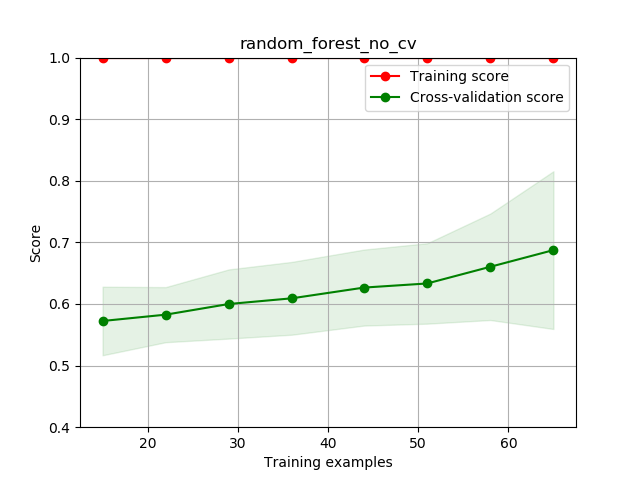 random_forest_no_cv
Training score
Cross-validation score
1.0
0.9
0.8
0.7
0.6
0.5
0.4
Score
20 30 40 50 60
Training examples